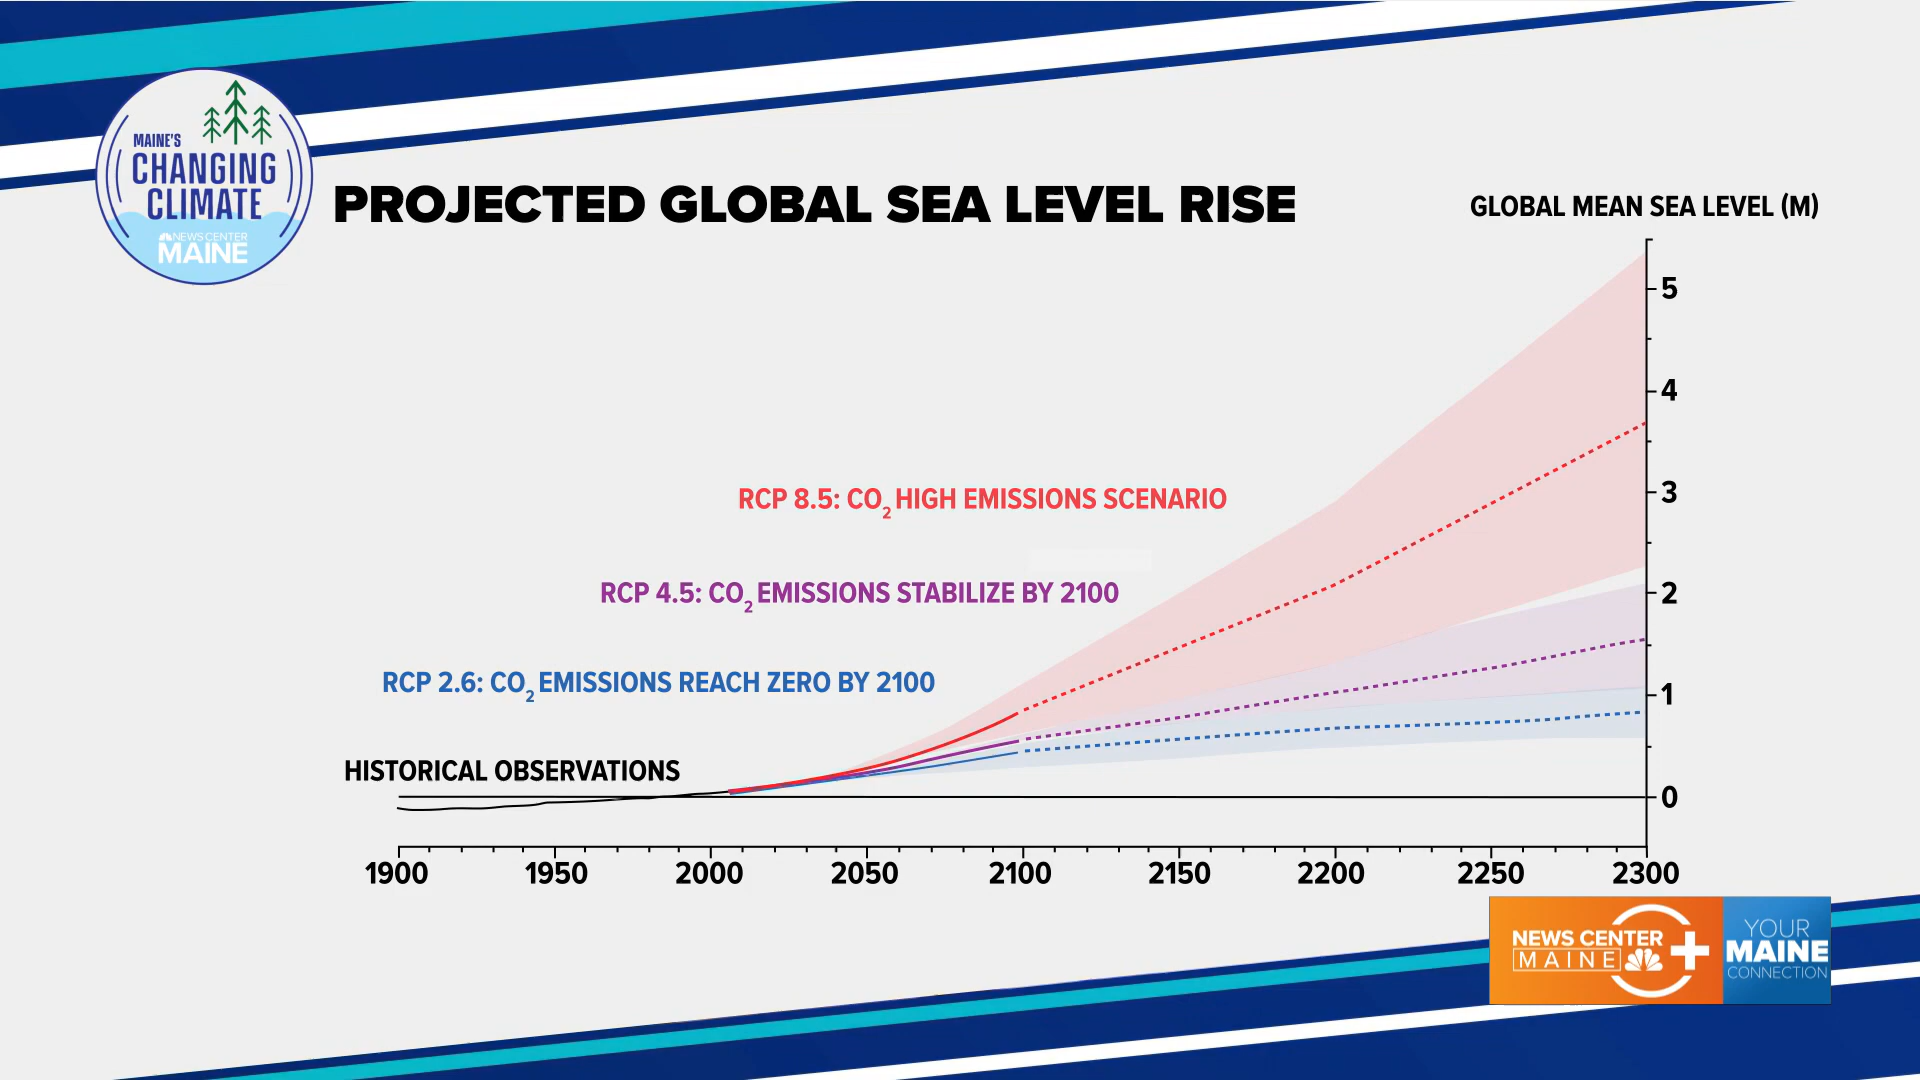 MAINE'S
CHANGING
CLIMATE
NEWS CENTER
MAINE
PROJECTED GLOBAL SEA LEVEL RISE
GLOBAL MEAN SEA LEVEL (M)
5
4
RCP 8.5: CO2 HIGH EMISSIONS SCENARIO
3
RCP 4.5: CO2 EMISSIONS STABILIZE BY 2100
2
RCP 2.6: CO2 EMISSIONS REACH ZERO BY 2100
1
HISTORICAL OBSERVATIONS
0
1900 1950 2000 2050 2100 2150 2200 2250 2300
NEWS CENTER
MAINE
YOUR
MAINE
CONNECTION